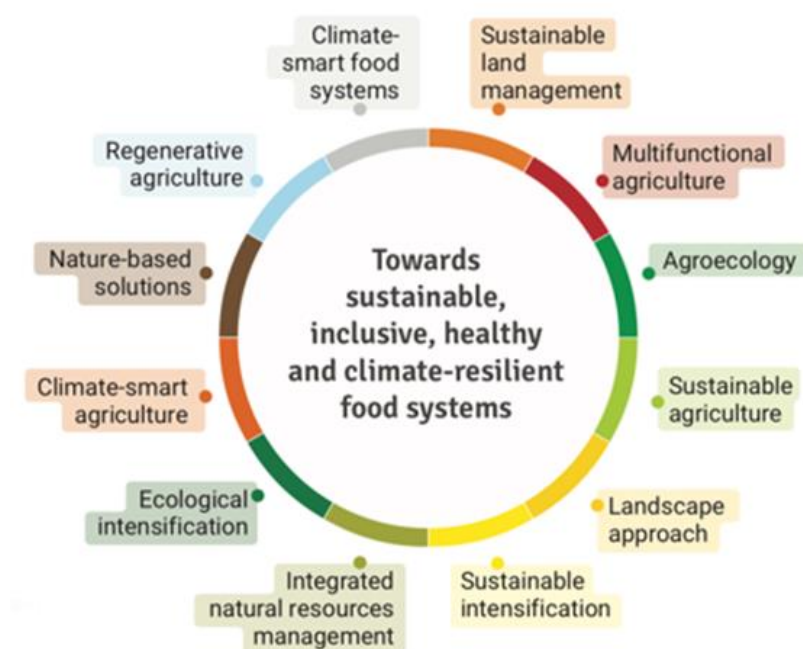 Climate-
smart food
systems
Sustainable
land
management
Multifunctional
agriculture
Agroecology
Sustainable
agriculture
Landscape
approach
Sustainable
intensification
Integrated
natural resources
management
Ecological
intensification
Climate-smart
agriculture
Nature-based
solutions
Regenerative
agriculture
Towards
sustainable,
inclusive, healthy
and climate-resilient
food systems